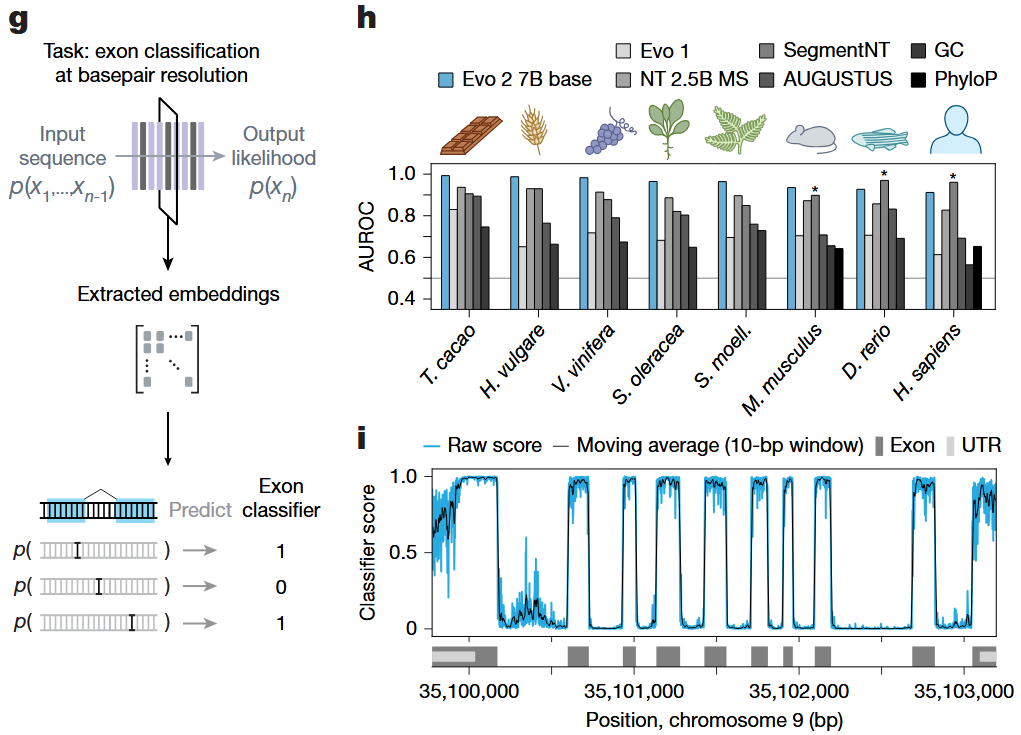 g
Task: exon classification
at basepair resolution
Input
sequence
p(x1,...,xn-1)
Output
likelihood
p(xn)
Extracted embeddings
Predict
Exon
classifier
p( )
1
p( )
0
p( )
1
h
Evo 2 7B base
Evo 1
NT 2.5B MS
SegmentNT
AUGUSTUS
GC
PhyloP
AUROC
1.0
0.8
0.6
0.4
*
*
*
T. cacao
H. vulgare
V. vinifera
S. oleracea
S. moell.
M. musculus
D. rerio
H. sapiens
i
Raw score
Moving average (10-bp window)
Exon
UTR
Classifier score
1.0
0.5
0
35,100,000
35,101,000
35,102,000
35,103,000
Position, chromosome 9 (bp)